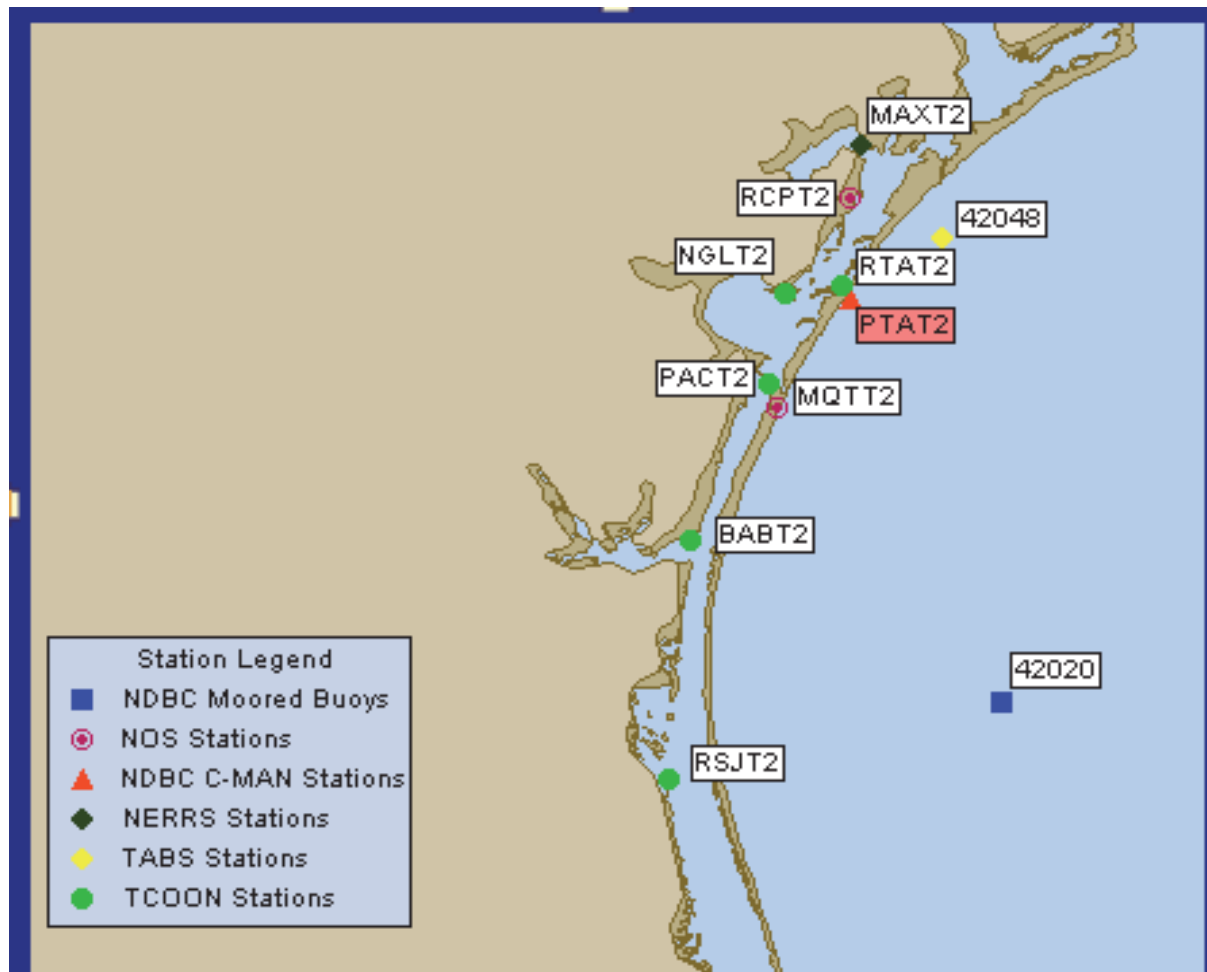 MAXT2
RCPT2
42048
NGLT2
RTAT2
PTAT2
PACT2
MQTT2
BABT2
42020
RSJT2
Station Legend
NDBC Moored Buoys
NOS Stations
NDBC C-MAN Stations
NERRS Stations
TABS Stations
TCOON Stations